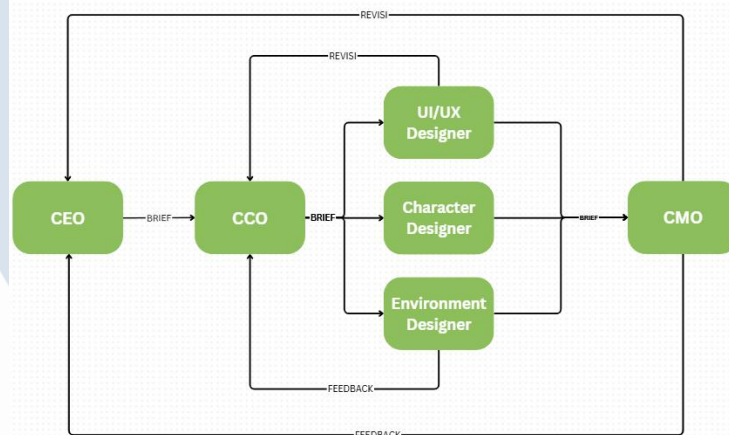 REVISI
REVISI
UI/UX
Designer
CEO
BRIEF
CCO
BRIEF
Character
Designer
BRIEF
CMO
Environment
Designer
FEEDBACK
FEEDBACK